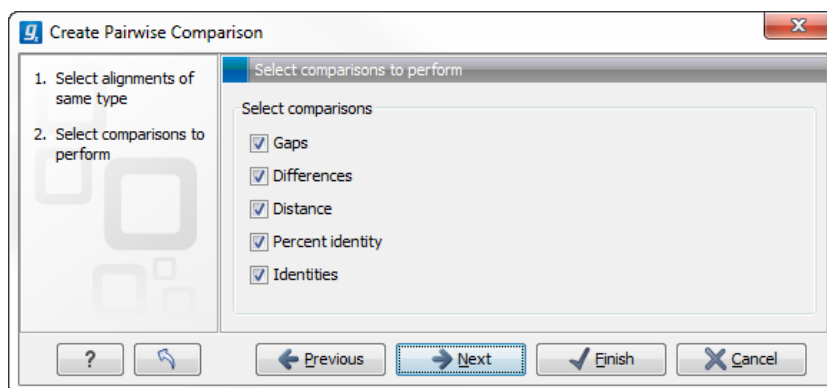 Create Pairwise Comparison
1. Select alignments of
same type
2. Select comparisons to
perform
Select comparisons to perform
Select comparisons
Gaps
Differences
Distance
Percent identity
Identities
?
Previous
Next
Finish
Cancel